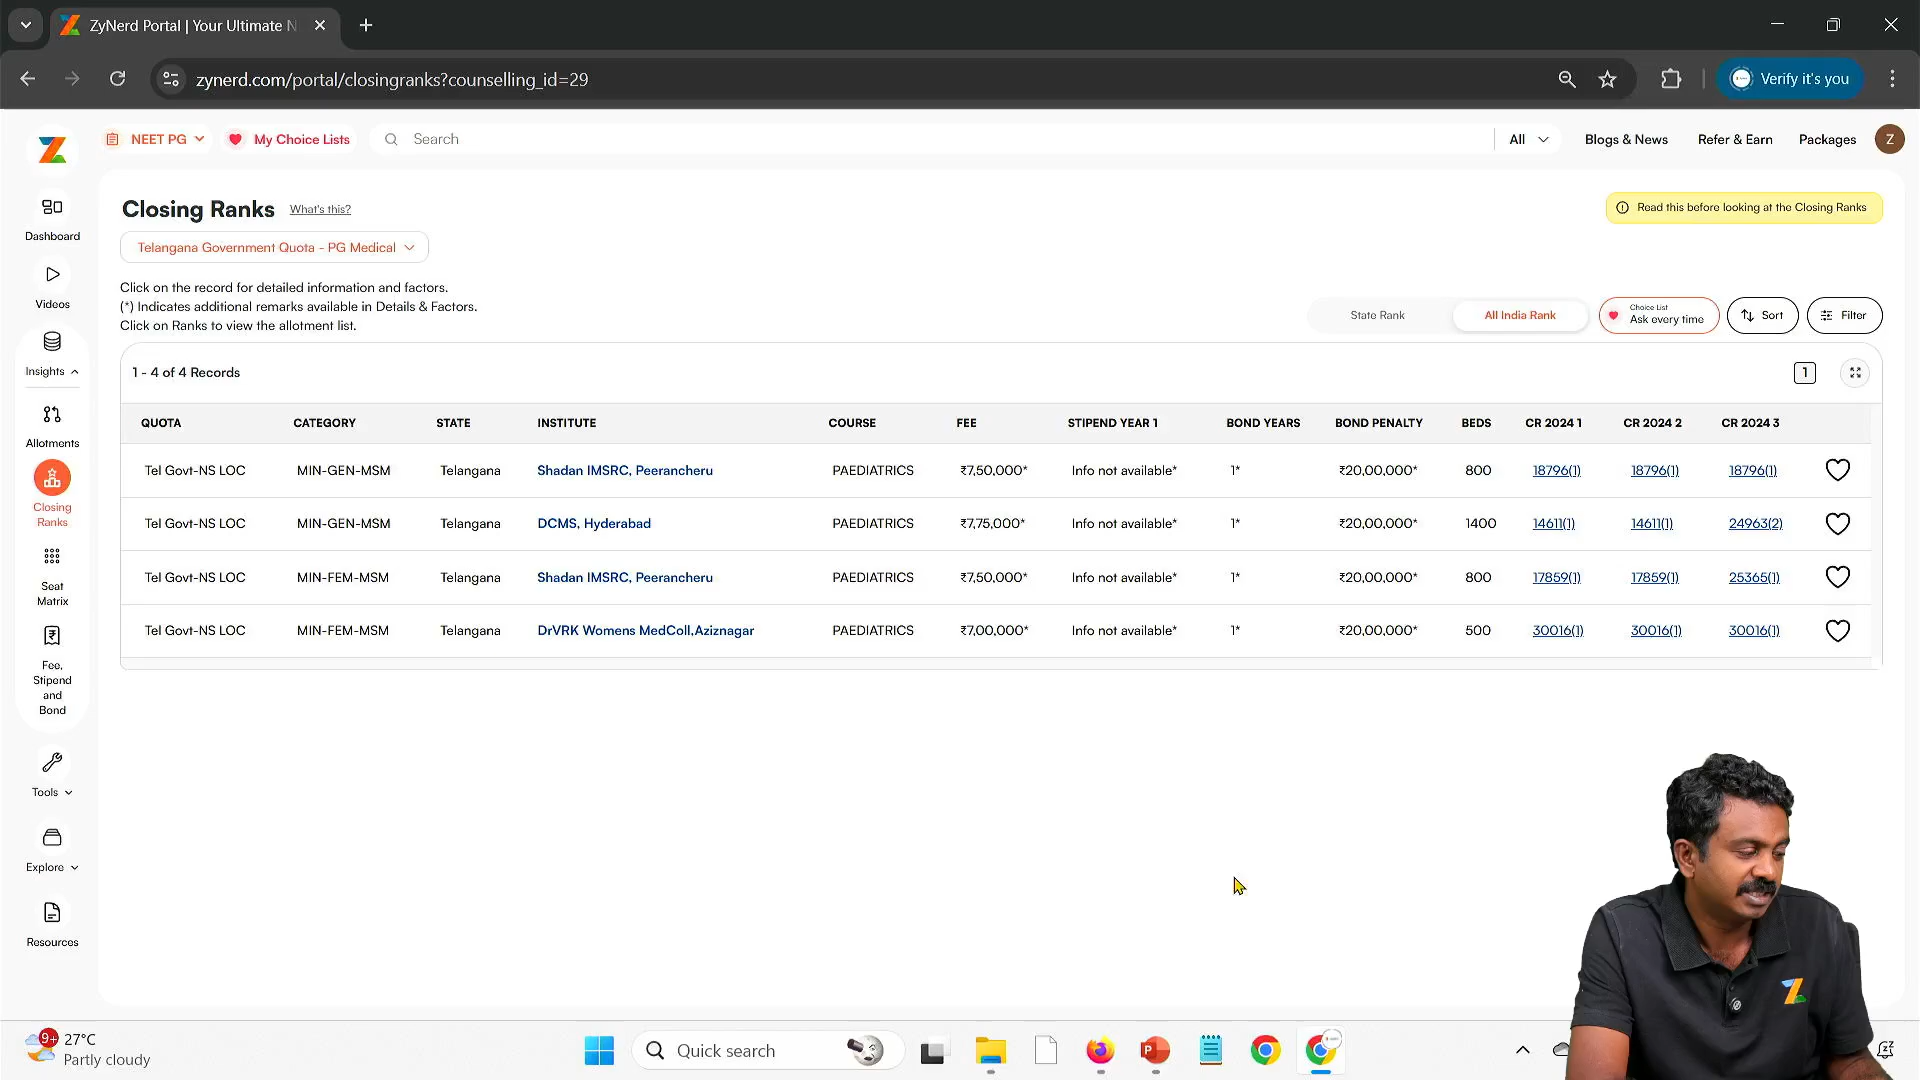 ZyNerd Portal | Your Ultimate N
zynerd.com/portal/closingranks?counselling_id=29
Verify it's you
NEET PG
My Choice Lists
Search
All
Blogs & News
Refer & Earn
Packages
Z
Dashboard
Videos
Insights
Allotments
Closing
Ranks
Seat
Matrix
Fee,
Stipend
and
Bond
Tools
Explore
Resources
Closing Ranks
What's this?
Read this before looking at the Closing Ranks
Telangana Government Quota - PG Medical
Click on the record for detailed information and factors.
(*) Indicates additional remarks available in Details & Factors.
Click on Ranks to view the allotment list.
State Rank
All India Rank
Choice List
Ask every time
Sort
Filter
1 - 4 of 4 Records
1
QUOTA CATEGORY STATE INSTITUTE COURSE FEE STIPEND YEAR 1 BOND YEARS BOND PENALTY BEDS CR 2024 1 CR 2024 2 CR 2024 3
Tel Govt-NS LOC MIN-GEN-MSM Telangana Shadan IMSRC, Peerancheru PAEDIATRICS ₹7,50,000* Info not available* 1* ₹20,00,000* 800 18796(1) 18796(1) 18796(1)
Tel Govt-NS LOC MIN-GEN-MSM Telangana DCMS, Hyderabad PAEDIATRICS ₹7,75,000* Info not available* 1* ₹20,00,000* 1400 14611(1) 14611(1) 24963(2)
Tel Govt-NS LOC MIN-FEM-MSM Telangana Shadan IMSRC, Peerancheru PAEDIATRICS ₹7,50,000* Info not available* 1* ₹20,00,000* 800 17859(1) 17859(1) 25365(1)
Tel Govt-NS LOC MIN-FEM-MSM Telangana DrVRK Womens MedColl,Aziznagar PAEDIATRICS ₹7,00,000* Info not available* 1* ₹20,00,000* 500 30016(1) 30016(1) 30016(1)
9+
27°C
Partly cloudy
Quick search